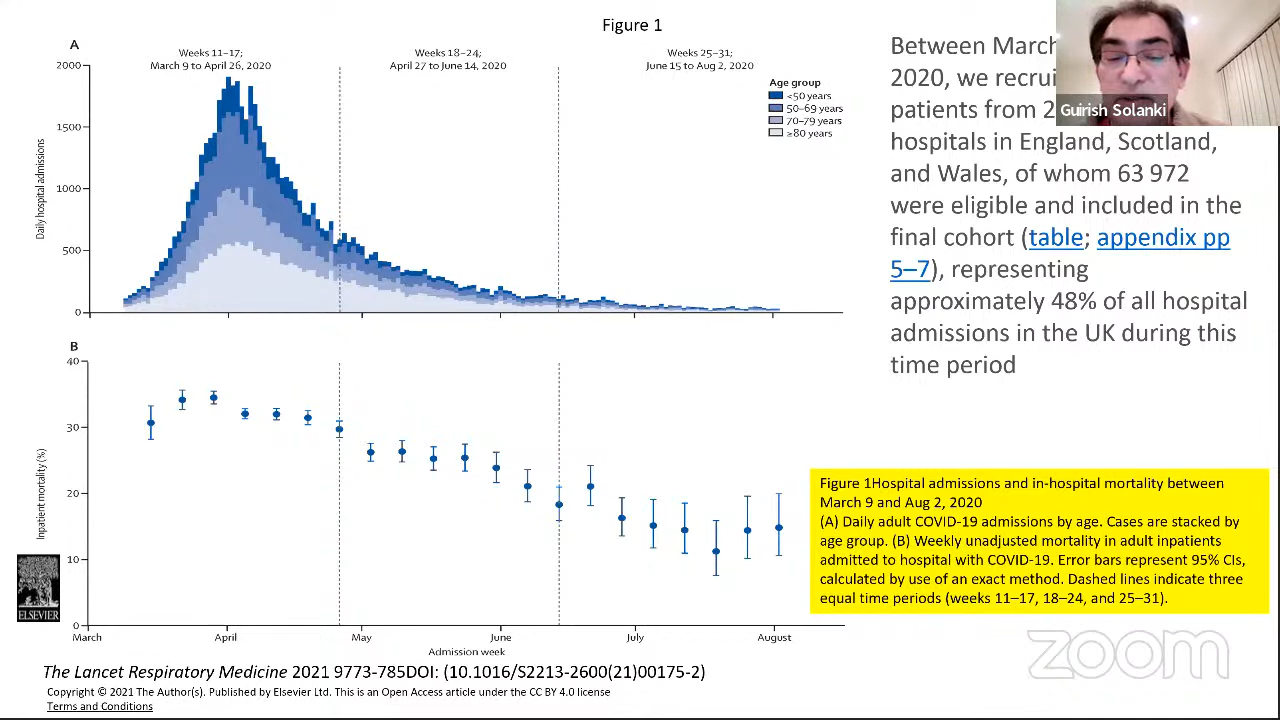 Figure 1
A
Weeks 11–17;
March 9 to April 26, 2020
Weeks 18–24;
April 27 to June 14, 2020
Weeks 25–31;
June 15 to Aug 2, 2020
Age group
<50 years
50–69 years
70–79 years
≥80 years
Daily hospital admissions
2000
1500
1000
500
0
B
Inpatient mortality (%)
40
30
20
10
0
March
April
May
June
July
August
Admission week
Between March
2020, we recrui
patients from 2
hospitals in England, Scotland,
and Wales, of whom 63 972
were eligible and included in the
final cohort (table; appendix pp
5–7), representing
approximately 48% of all hospital
admissions in the UK during this
time period
Guirish Solanki
Figure 1Hospital admissions and in-hospital mortality between
March 9 and Aug 2, 2020
(A) Daily adult COVID-19 admissions by age. Cases are stacked by
age group. (B) Weekly unadjusted mortality in adult inpatients
admitted to hospital with COVID-19. Error bars represent 95% CIs,
calculated by use of an exact method. Dashed lines indicate three
equal time periods (weeks 11–17, 18–24, and 25–31).
ELSEVIER
zoom
The Lancet Respiratory Medicine 2021 9773-785DOI: (10.1016/S2213-2600(21)00175-2)
Copyright © 2021 The Author(s). Published by Elsevier Ltd. This is an Open Access article under the CC BY 4.0 license
Terms and Conditions